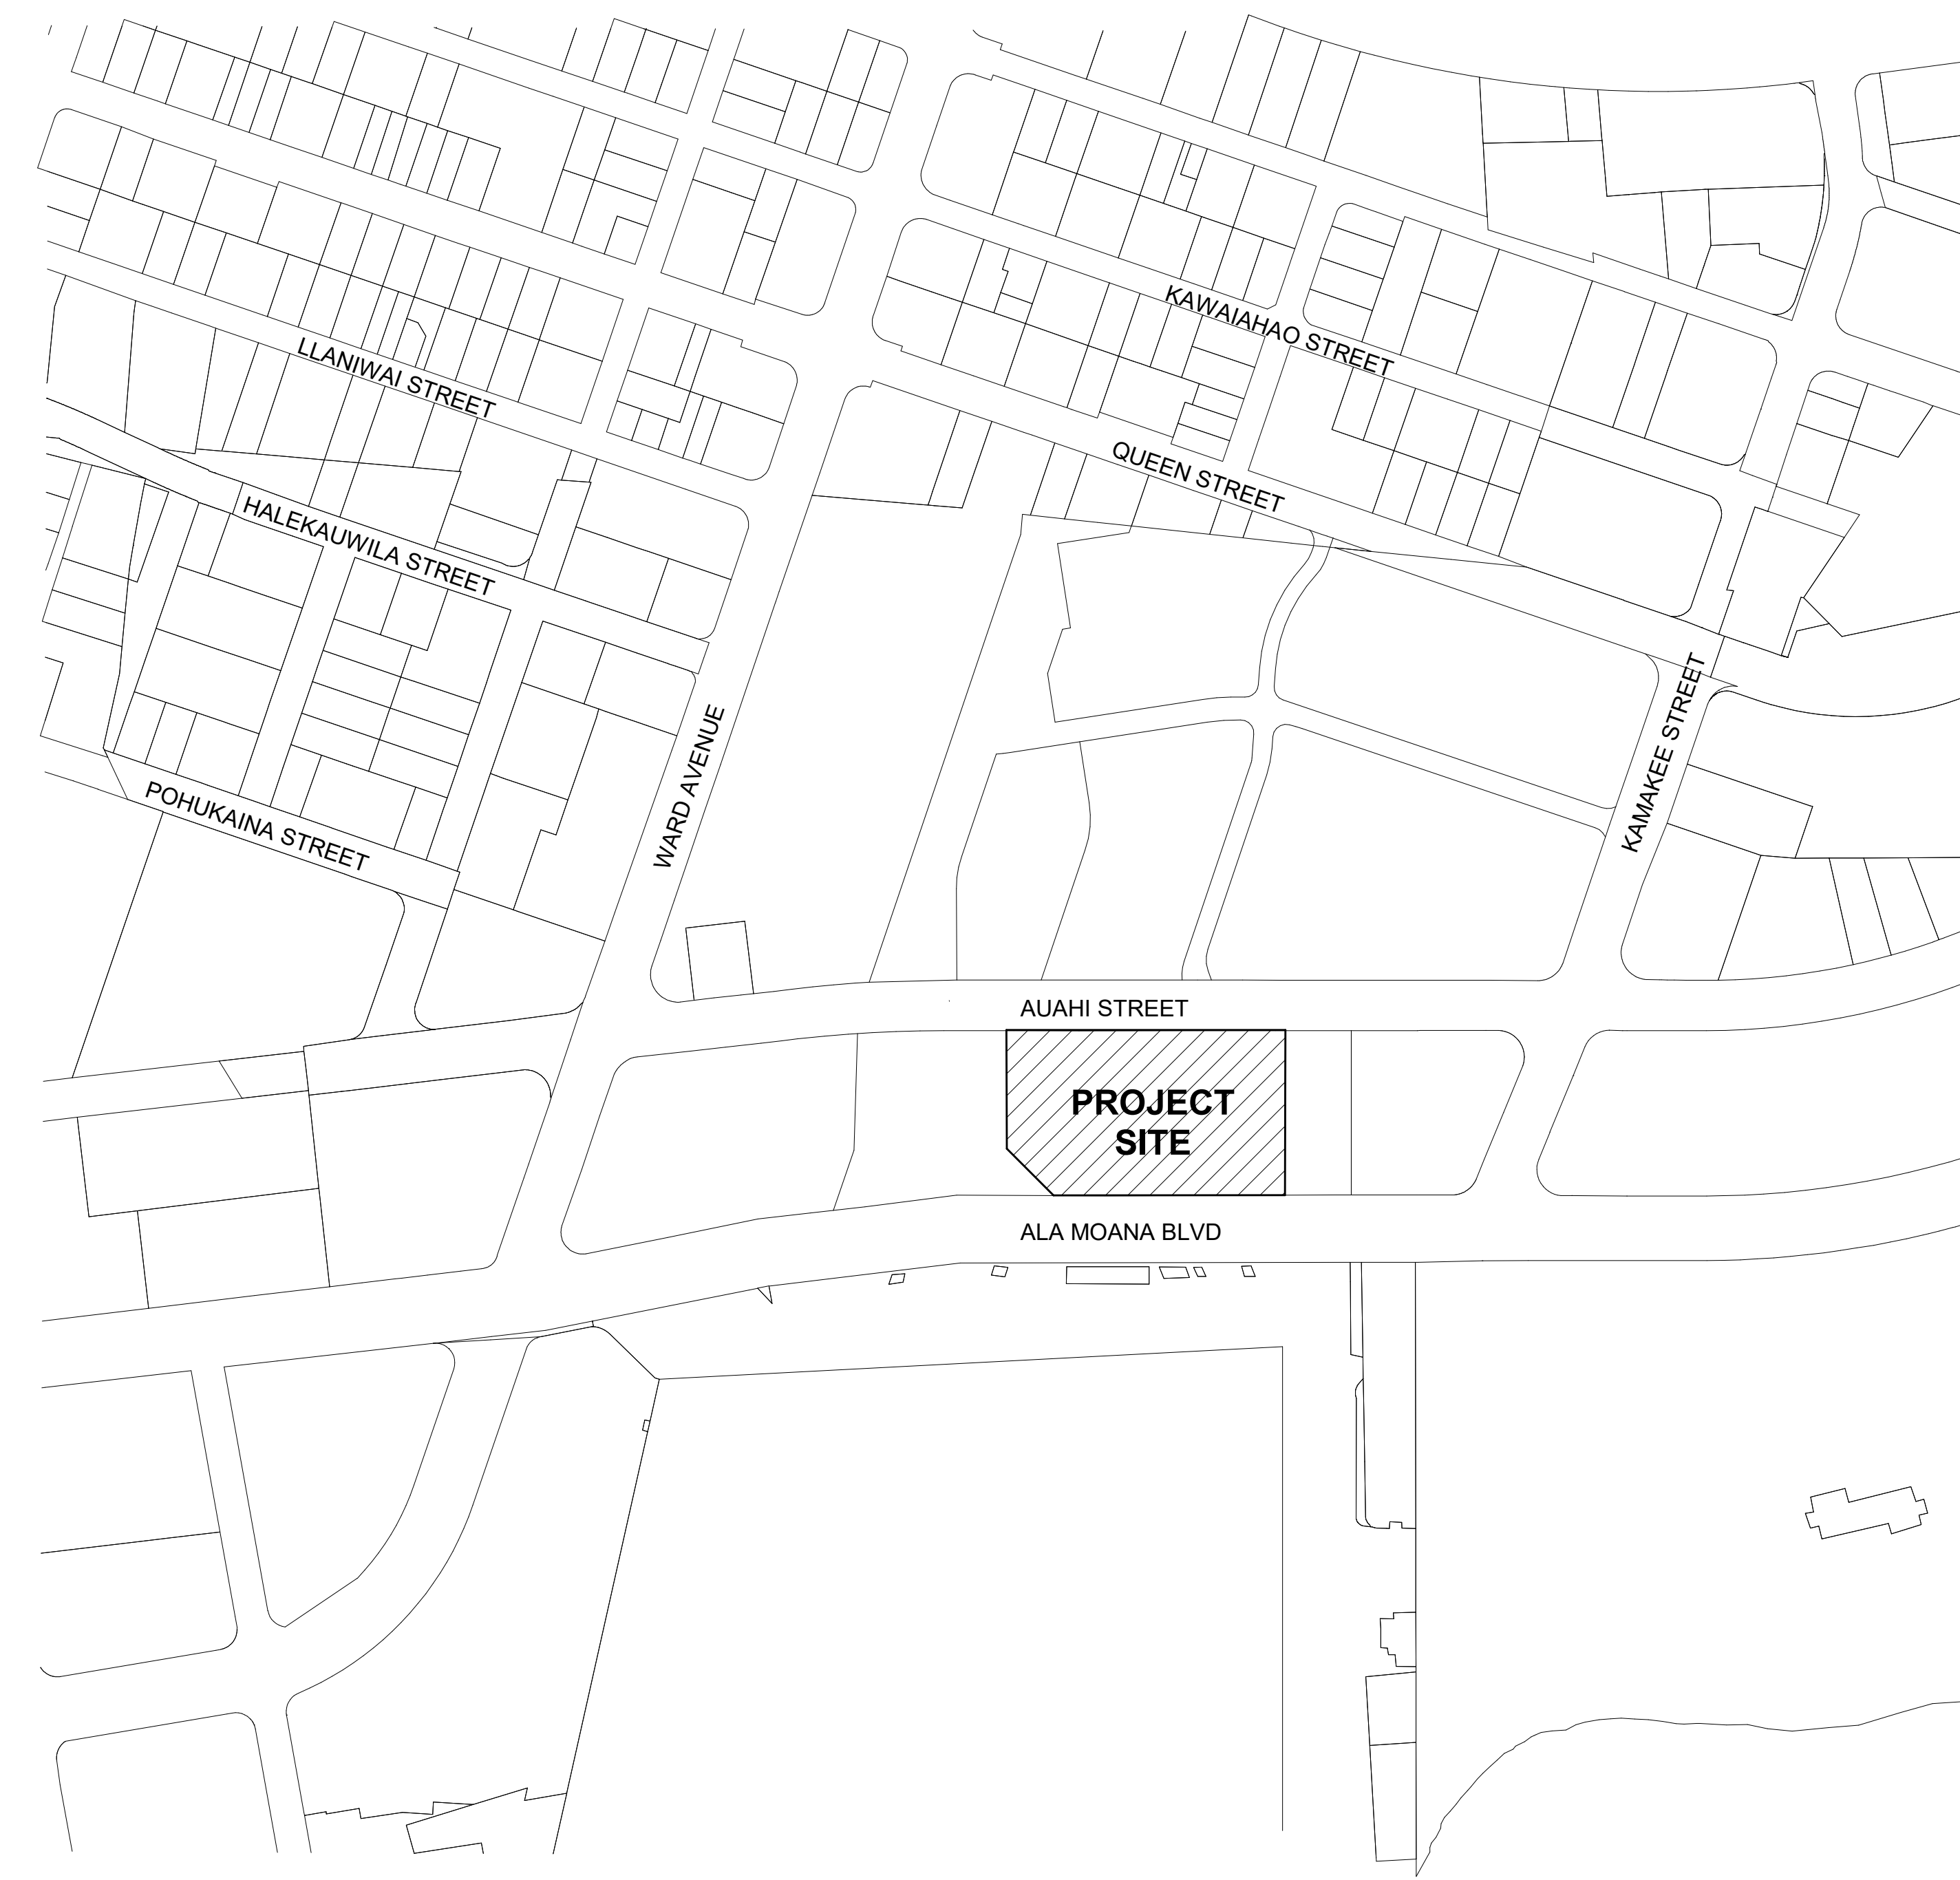 KAWAIAHAO STREET
LLANIWAI STREET
QUEEN STREET
HALEKAUWILA STREET
KAMAKEE STREET
WARD AVENUE
POHUKAINA STREET
AUAHI STREET
PROJECT
SITE
ALA MOANA BLVD